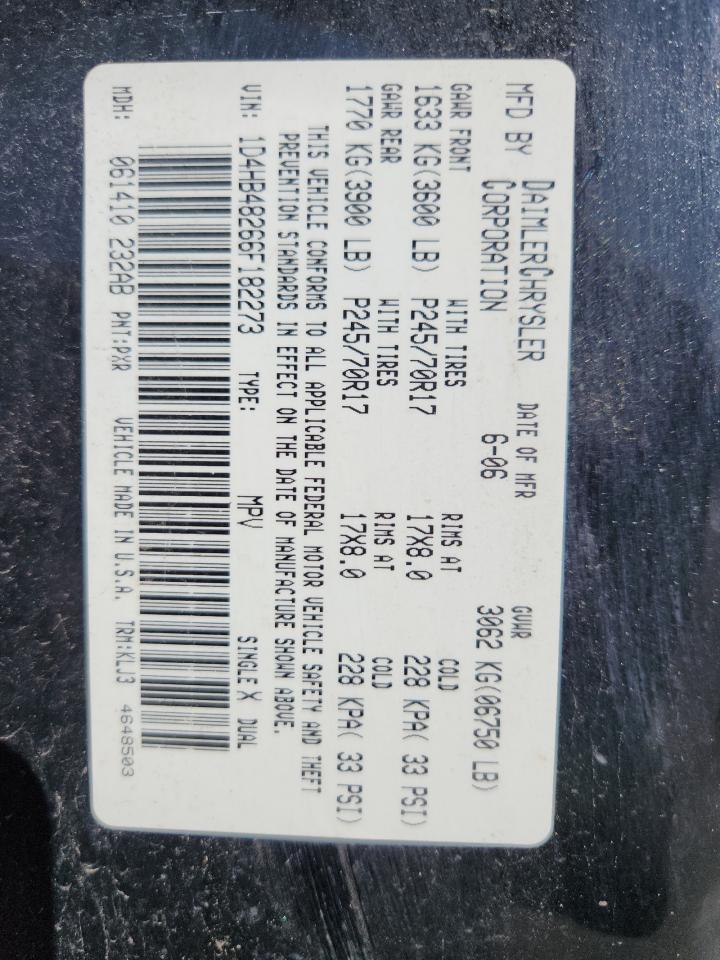 MFD BY DAIMLERCHRYSLER CORPORATION DATE OF MFR 6-06 GVWR 3062 KG(06750 LB)
GAWR FRONT WITH TIRES RIMS AT COLD
1633 KG(3600 LB) P245/70R17 17X8.0 228 KPA( 33 PSI)
GAWR REAR WITH TIRES RIMS AT COLD
1770 KG(3900 LB) P245/70R17 17X8.0 228 KPA( 33 PSI)
THIS VEHICLE CONFORMS TO ALL APPLICABLE FEDERAL MOTOR VEHICLE SAFETY AND THEFT
PREVENTION STANDARDS IN EFFECT ON THE DATE OF MANUFACTURE SHOWN ABOVE.
VIN: 1D4HB48266F182273 TYPE: MPV SINGLE X DUAL
MDH: 061410 232AB PNT:PXR VEHICLE MADE IN U.S.A. TRM:KLJ3 4648503